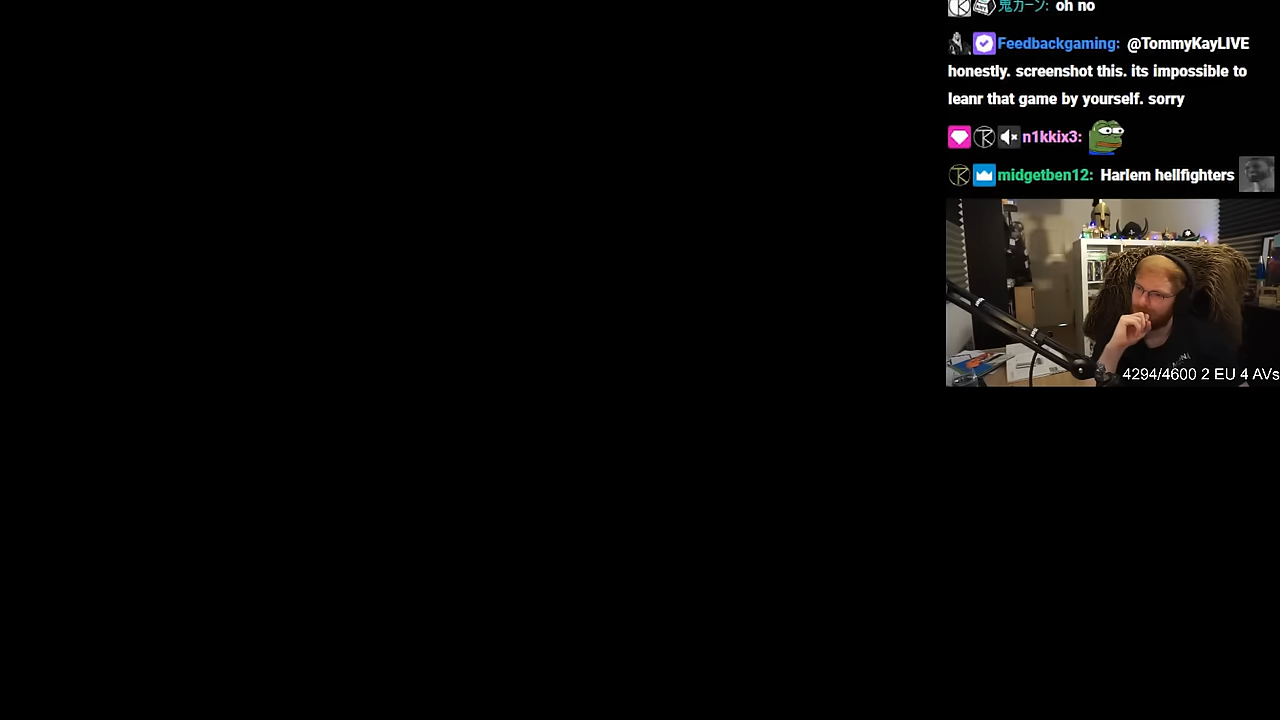 鬼カーン: oh no
Feedbackgaming: @TommyKayLIVE
honestly. screenshot this. its impossible to
leanr that game by yourself. sorry
n1kkix3:
midgetben12: Harlem hellfighters
4294/4600 2 EU 4 AVs